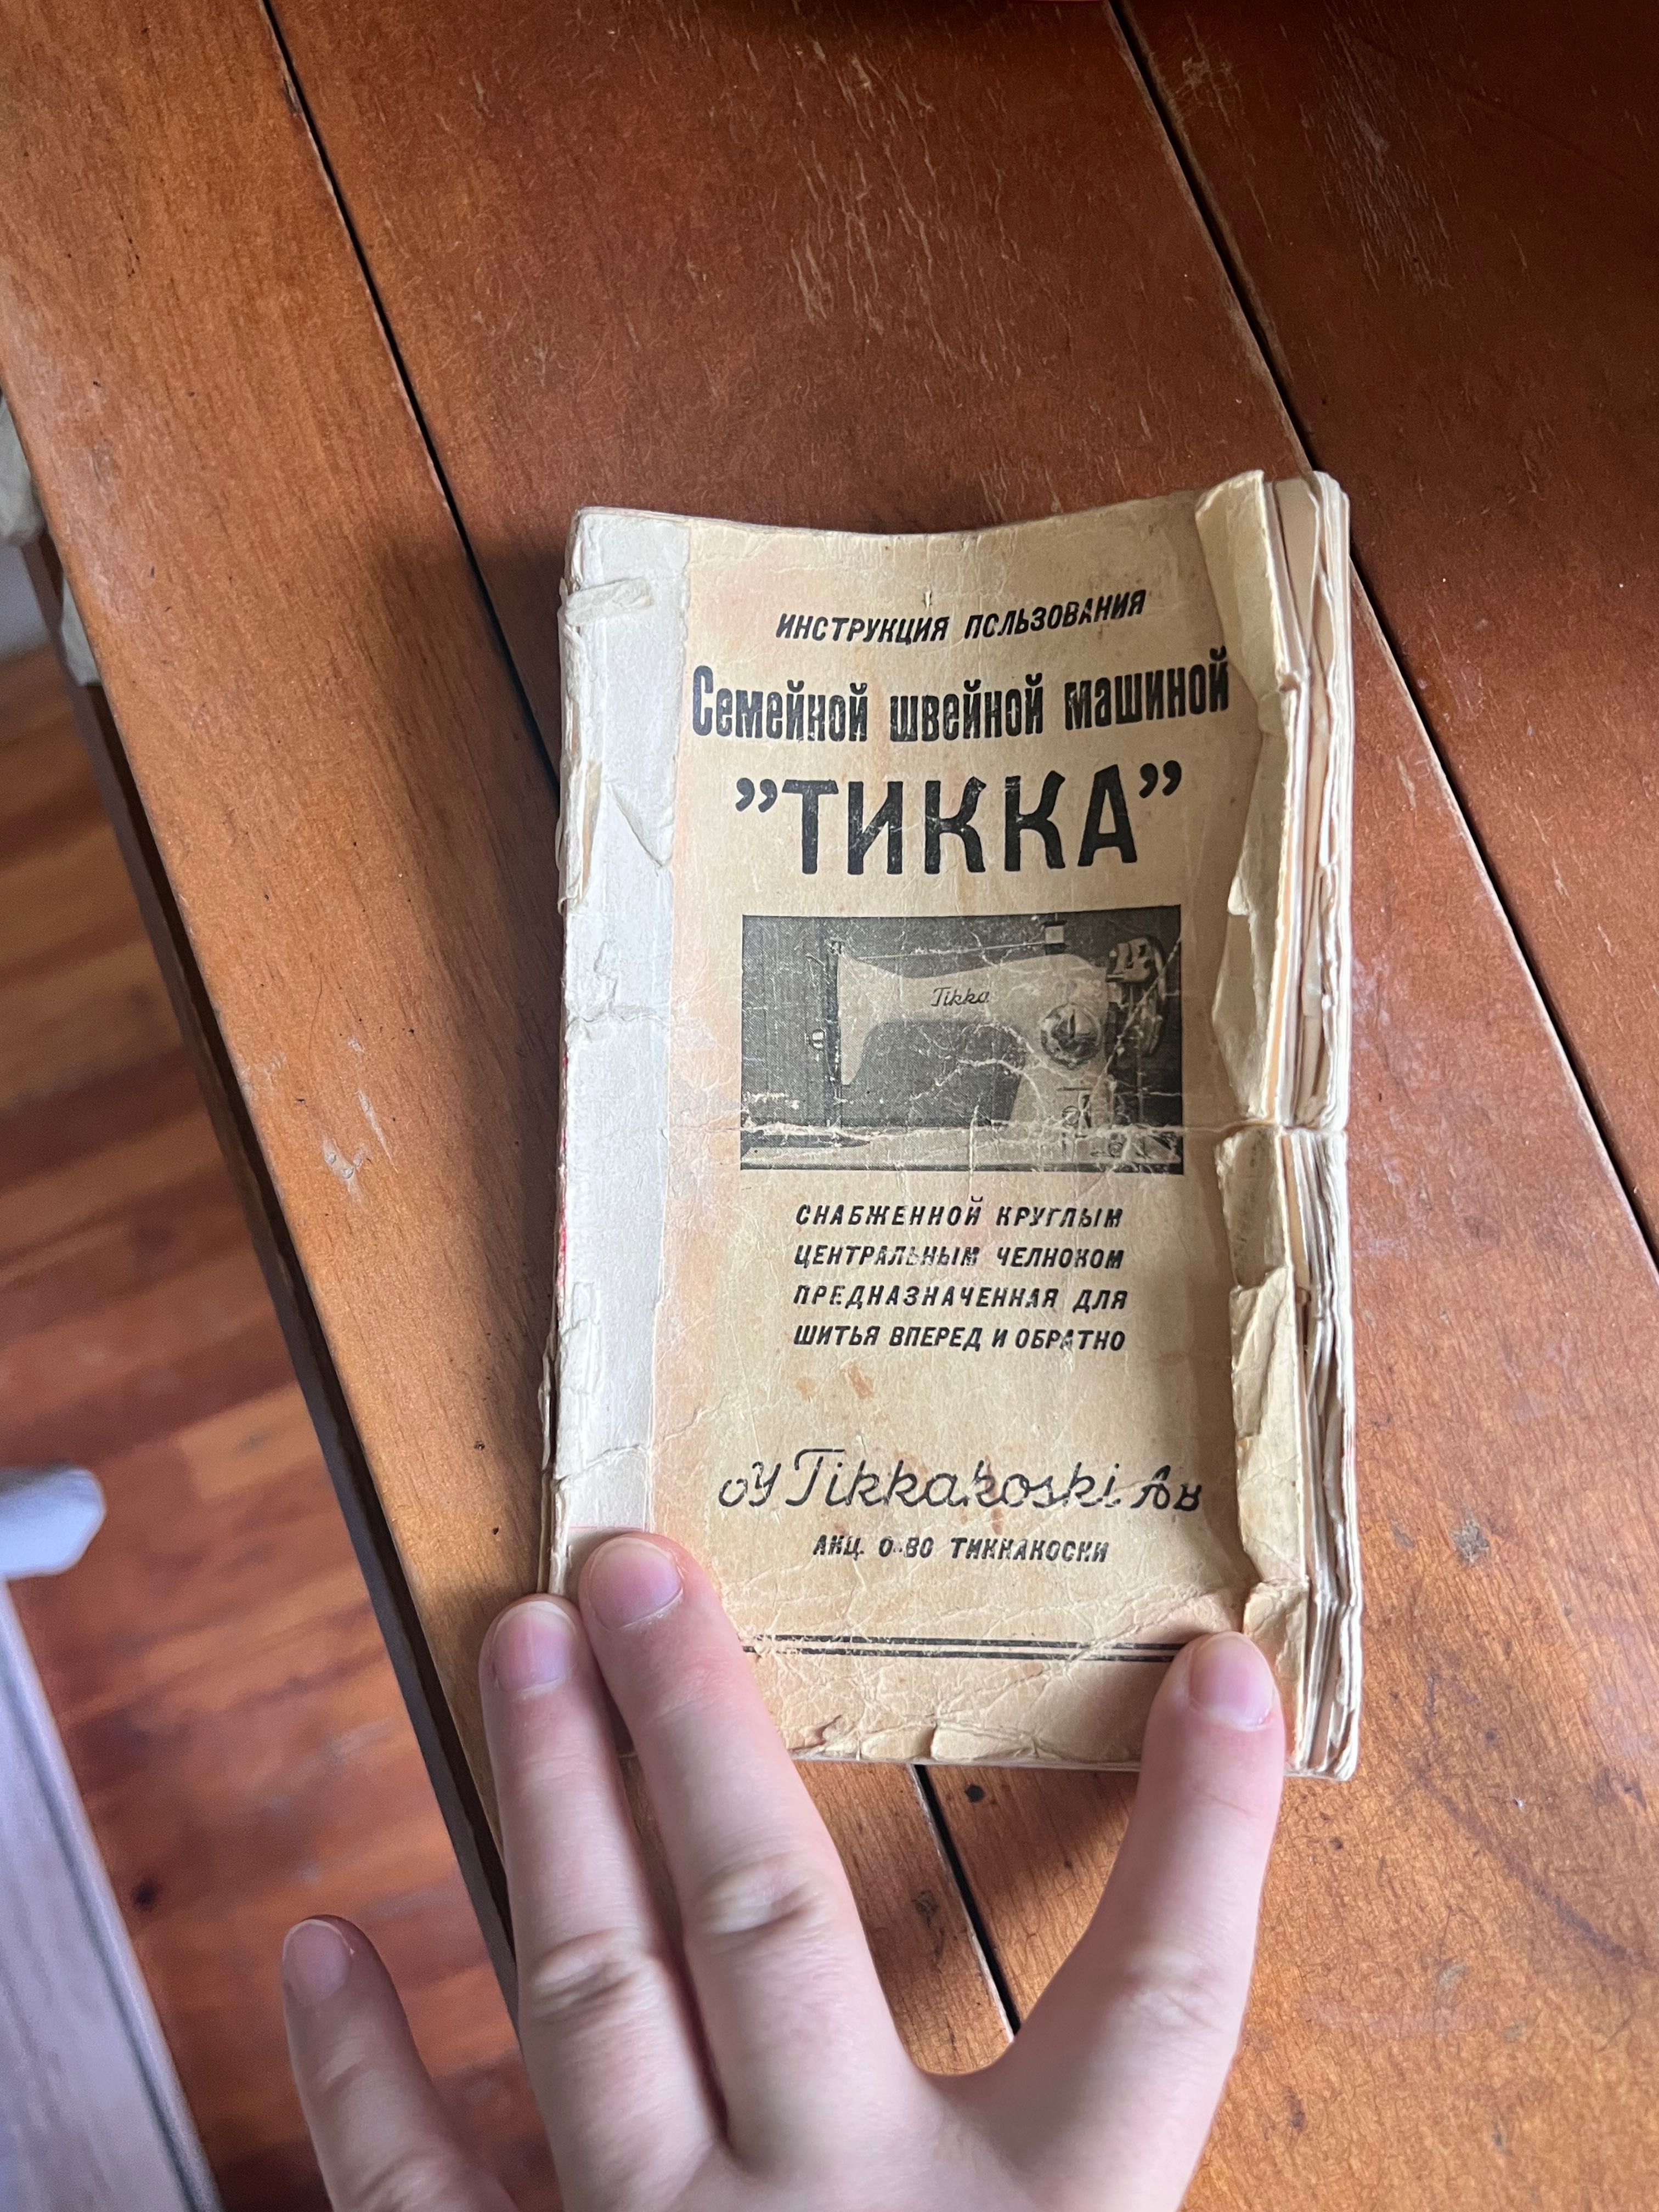 ИНСТРУКЦИЯ ПОЛЬЗОВАНИЯ
Семейной швейной машиной
”ТИККА”
Tikka
СНАБЖЕННОЙ КРУГЛЫМ
ЦЕНТРАЛЬНЫМ ЧЕЛНОКОМ
ПРЕДНАЗНАЧЕННАЯ ДЛЯ
ШИТЬЯ ВПЕРЕД И ОБРАТНО
OY Tikkakoski AB
АКЦ. О-ВО ТИККАКОСКИ